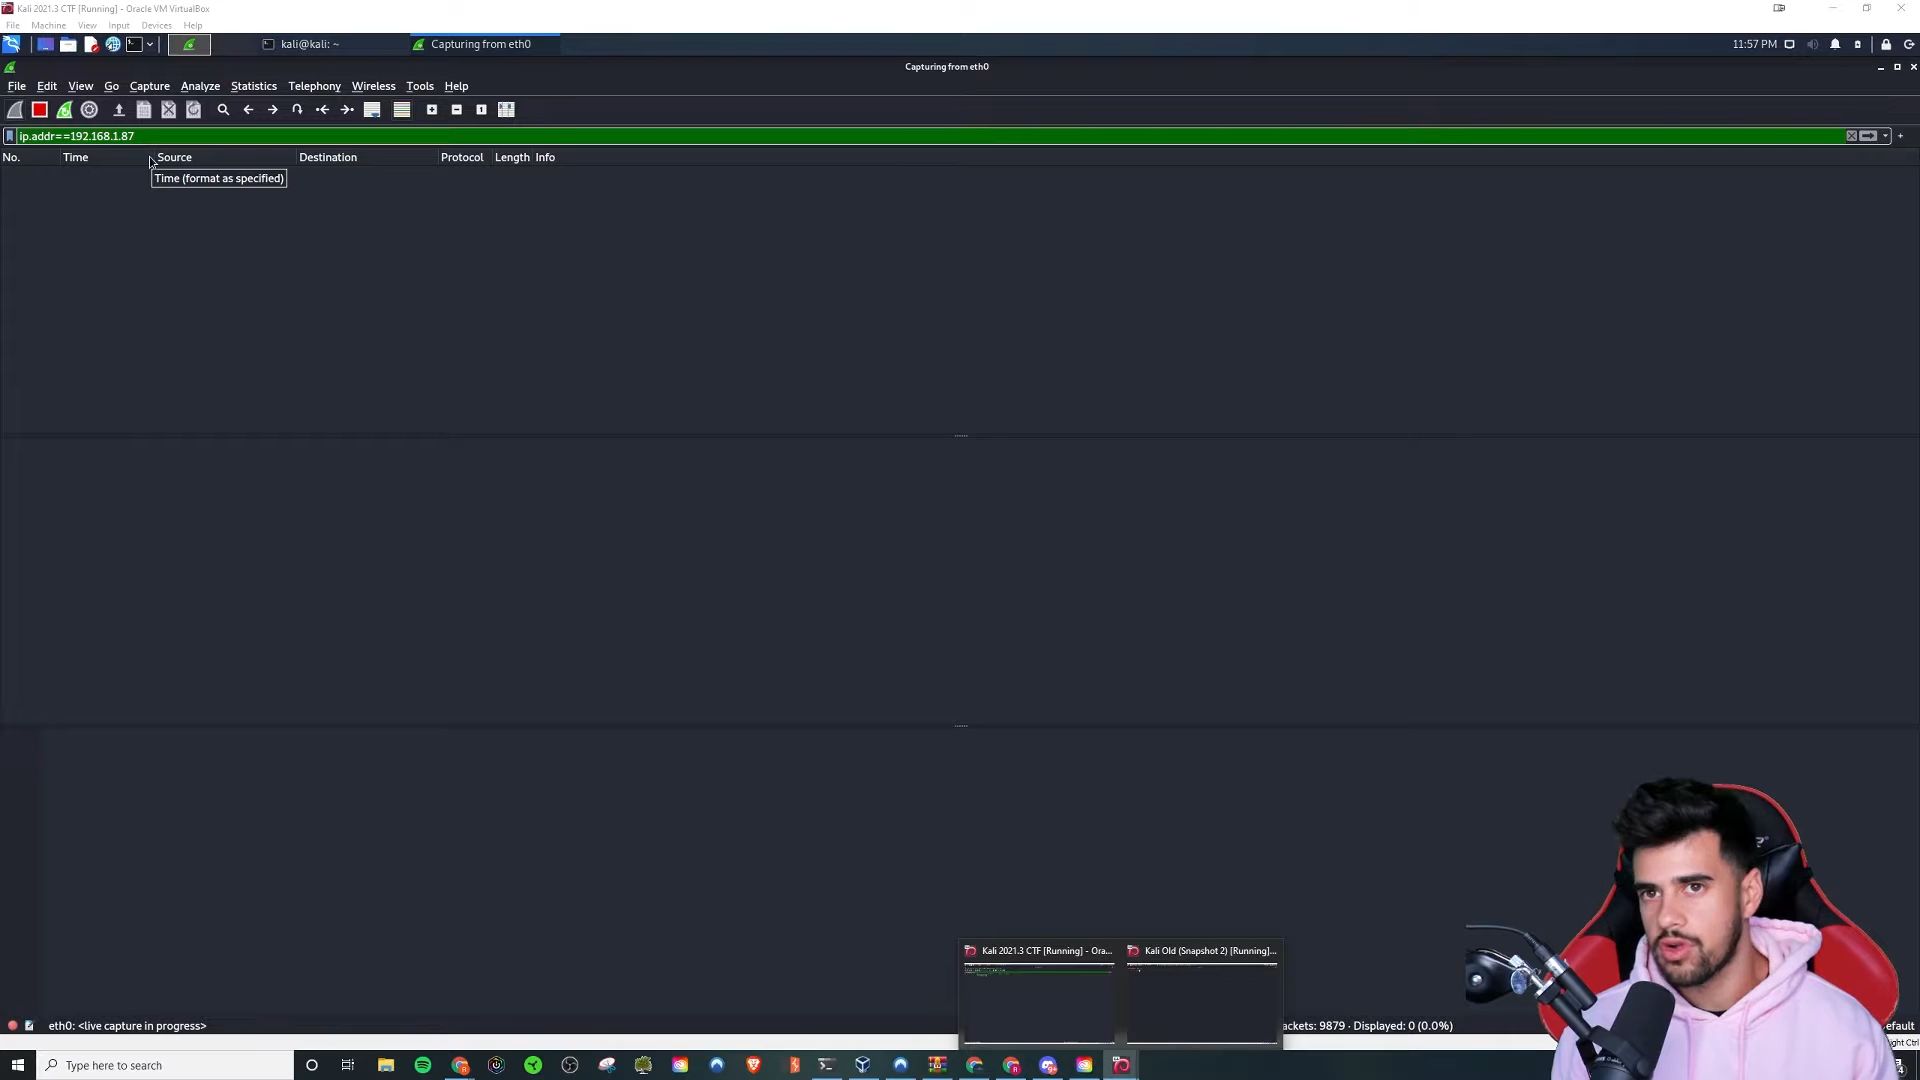 Kali 2021.3 CTF [Running] - Oracle VM VirtualBox
File Machine View Input Devices Help
kali@kali: ~
Capturing from eth0
11:57 PM
Capturing from eth0
File Edit View Go Capture Analyze Statistics Telephony Wireless Tools Help
ip.addr==192.168.1.87
No. Time Source Destination Protocol Length Info
Time (format as specified)
Kali 2021.3 CTF [Running] - Ora...
Kali Old (Snapshot 2) [Running]...
eth0: <live capture in progress>
ackets: 9879 · Displayed: 0 (0.0%)
efault
ight Ctrl
Type here to search